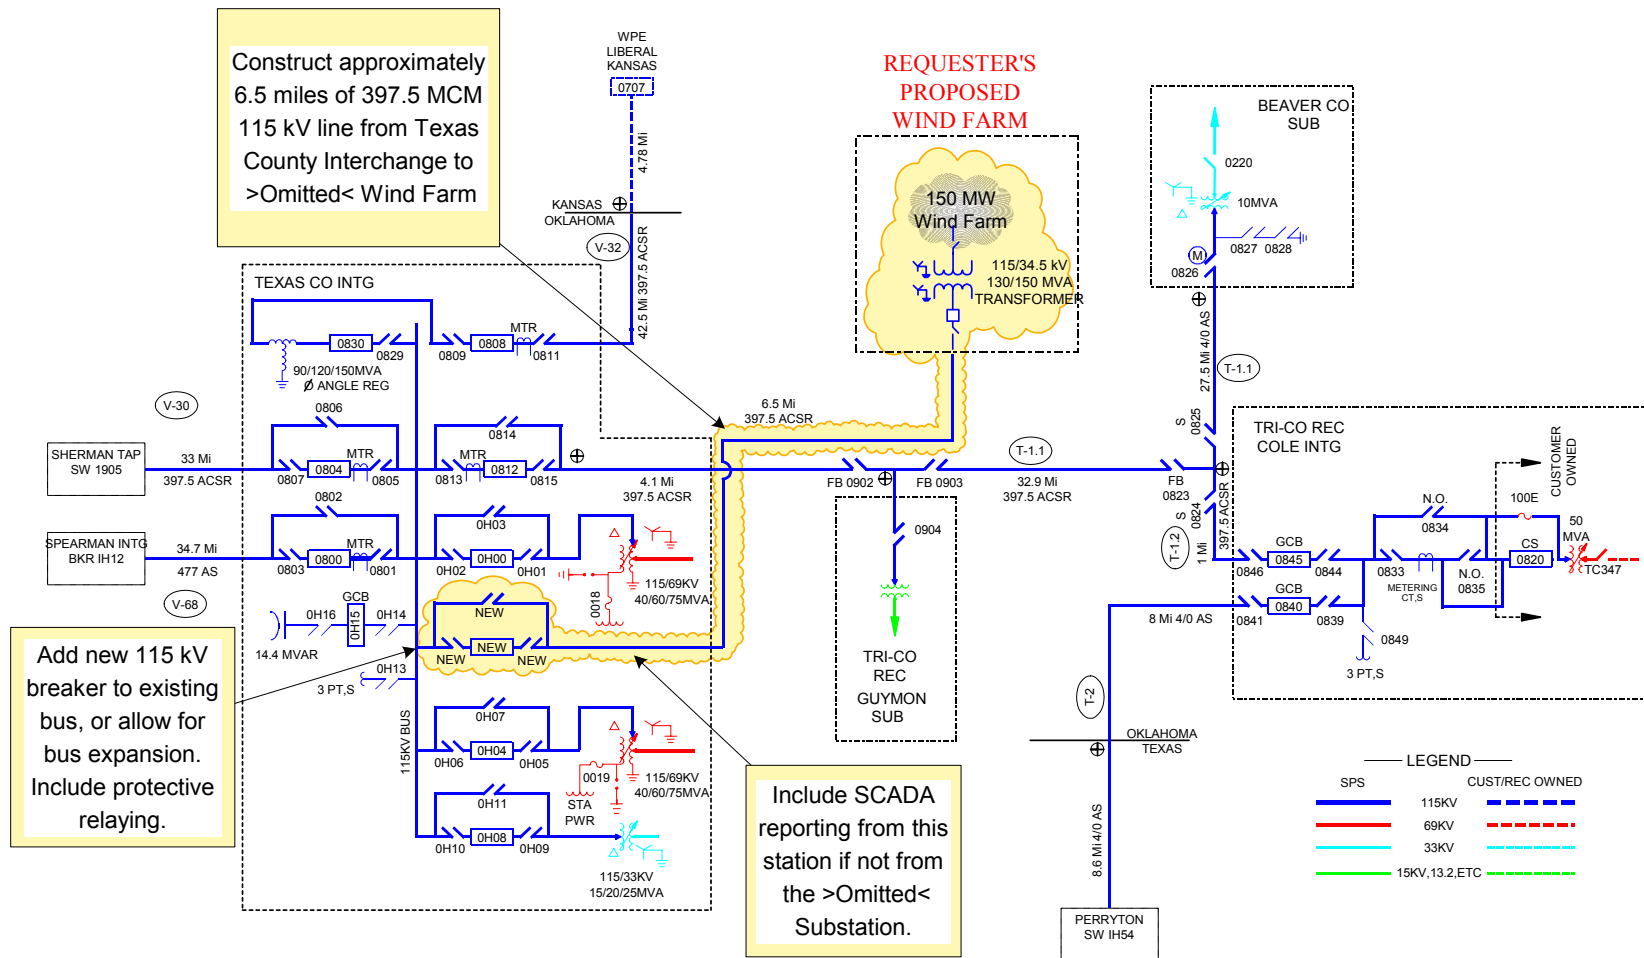 Construct approximately
6.5 miles of 397.5 MCM
115 kV line from Texas
County Interchange to
>Omitted< Wind Farm
WPE
LIBERAL
KANSAS
0707
4.78 Mi
KANSAS
OKLAHOMA
V-32
42.5 Mi 397.5 ACSR
REQUESTER'S
PROPOSED
WIND FARM
150 MW
Wind Farm
115/34.5 kV
130/150 MVA
TRANSFORMER
BEAVER CO
SUB
0220
10MVA
0827 0828
M
0826
27.5 Mi 4/0 AS
T-1.1
S
0825
TEXAS CO INTG
0830
0829
0809
0808
MTR
0811
90/120/150MVA
Ø ANGLE REG
V-30
0806
SHERMAN TAP
SW 1905
33 Mi
397.5 ACSR
0807
0804
MTR
0805
0814
MTR
0813
0812
0815
6.5 Mi
397.5 ACSR
4.1 Mi
397.5 ACSR
FB 0902
FB 0903
T-1.1
32.9 Mi
397.5 ACSR
FB
0823
S
0824
397.5 ACSR
1 Mi
T-1.2
0802
SPEARMAN INTG
BKR IH12
34.7 Mi
477 AS
0803
0800
MTR
0801
0H03
0H02
0H00
0H01
115/69KV
40/60/75MVA
0018
V-68
0H16
GCB
0H15
0H14
14.4 MVAR
0H13
3 PT,S
NEW
NEW
NEW
NEW
115KV BUS
0904
TRI-CO
REC
GUYMON
SUB
TRI-CO REC
COLE INTG
CUSTOMER
OWNED
N.O.
0834
100E
50
MVA
GCB
0846
0845
0844
0833
METERING
CT,S
N.O.
0835
CS
0820
TC347
8 Mi 4/0 AS
GCB
0841
0840
0839
0849
3 PT,S
T-2
OKLAHOMA
TEXAS
8.6 Mi 4/0 AS
PERRYTON
SW IH54
Add new 115 kV
breaker to existing
bus, or allow for
bus expansion.
Include protective
relaying.
0H07
0H06
0H04
0H05
0019
STA
PWR
115/69KV
40/60/75MVA
0H11
0H10
0H08
0H09
115/33KV
15/20/25MVA
Include SCADA
reporting from this
station if not from
the >Omitted<
Substation.
LEGEND
SPS
CUST/REC OWNED
115KV
69KV
33KV
15KV,13.2,ETC